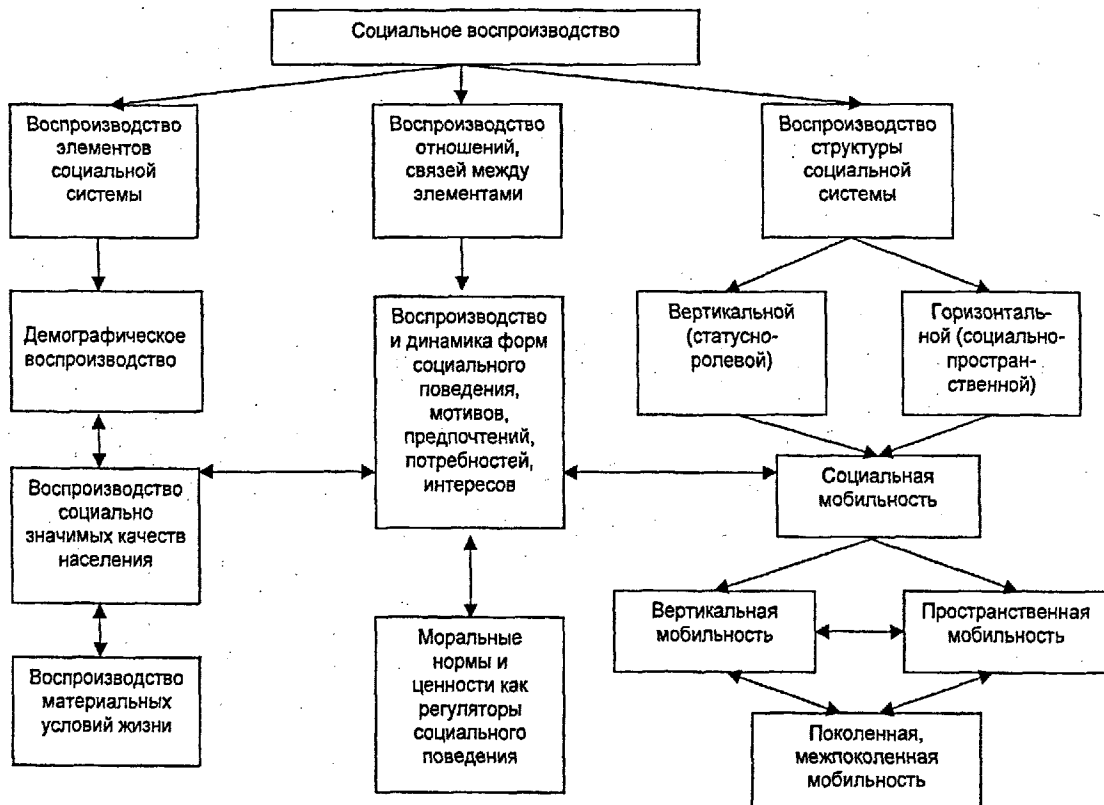 Социальное воспроизводство
Воспроизводство
элементов
социальной
системы
Воспроизводство
отношений,
связей между
элементами
Воспроизводство
структуры
социальной
системы
Демографическое
воспроизводство
Воспроизводство
и динамика форм
социального
поведения,
мотивов,
предпочтений,
потребностей,
интересов
Вертикальной
(статусно-
ролевой)
Горизонталь-
ной (социально-
простран-
ственной)
Воспроизводство
социально
значимых качеств
населения
Социальная
мобильность
Вертикальная
мобильность
Пространственная
мобильность
Воспроизводство
материальных
условий жизни
Моральные
нормы и
ценности как
регуляторы
социального
поведения
Поколенная,
межпоколенная
мобильность